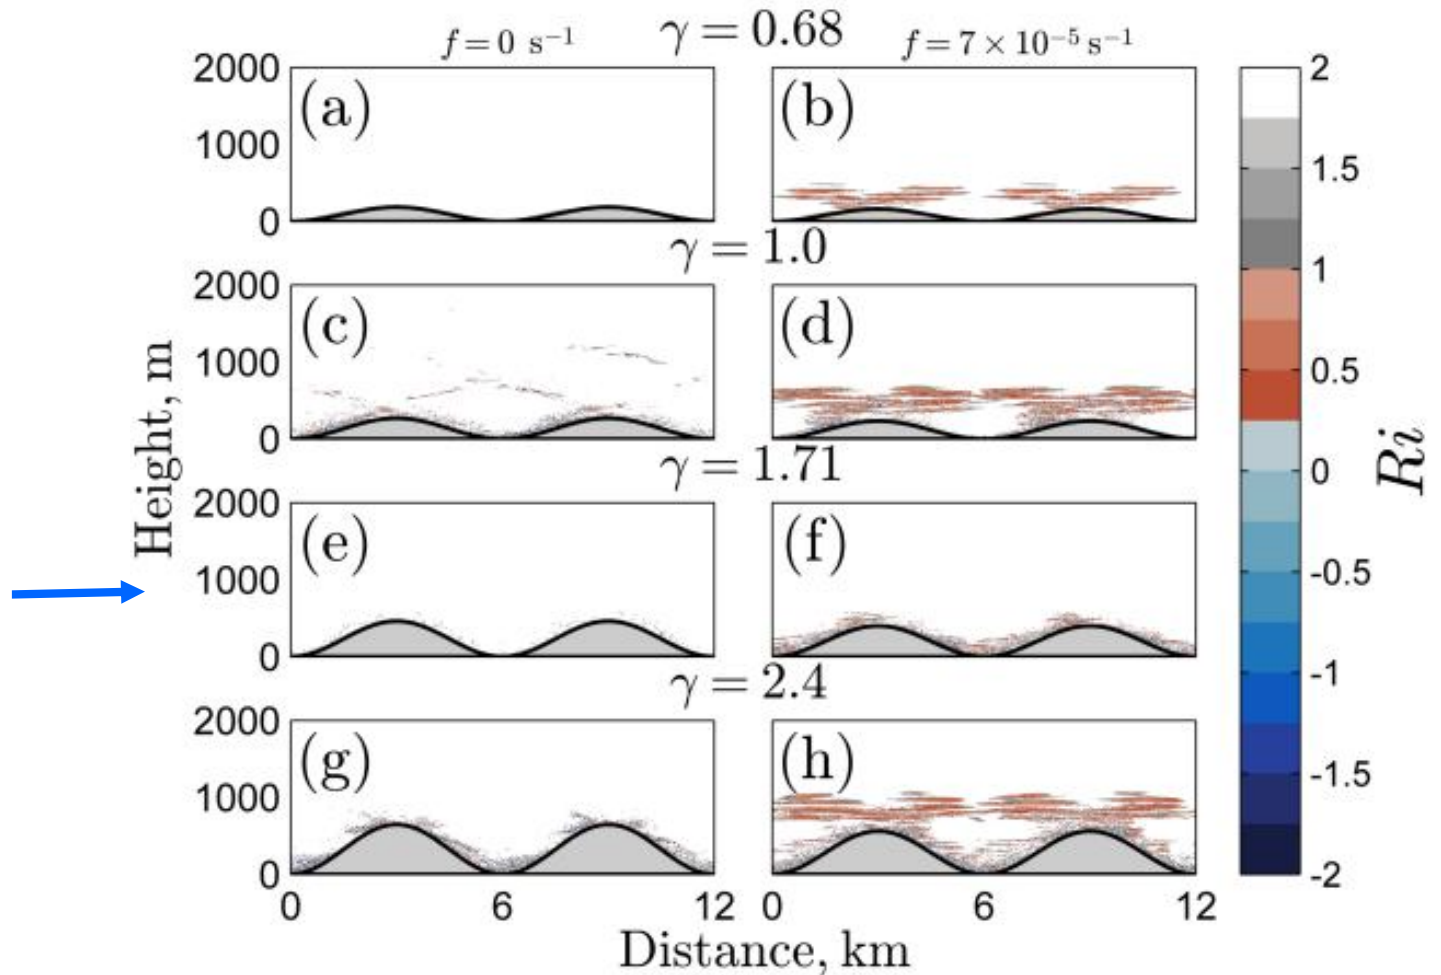 f = 0 s⁻¹ γ = 0.68 f = 7 × 10⁻⁵ s⁻¹
2000
1000
0
(a)
(b)
γ = 1.0
2000
1000
0
(c)
(d)
γ = 1.71
2000
1000
0
(e)
(f)
γ = 2.4
2000
1000
0
(g)
(h)
0 6 12 0 6 12
Distance, km
Height, m
2
1.5
1
0.5
0
-0.5
-1
-1.5
-2
Ri